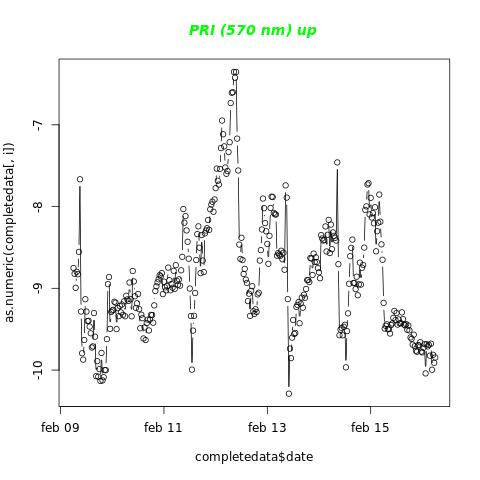 PRI (570 nm) up
as.numeric(completedata[, i])
-7
-8
-9
-10
feb 09
feb 11
feb 13
feb 15
completedata$date